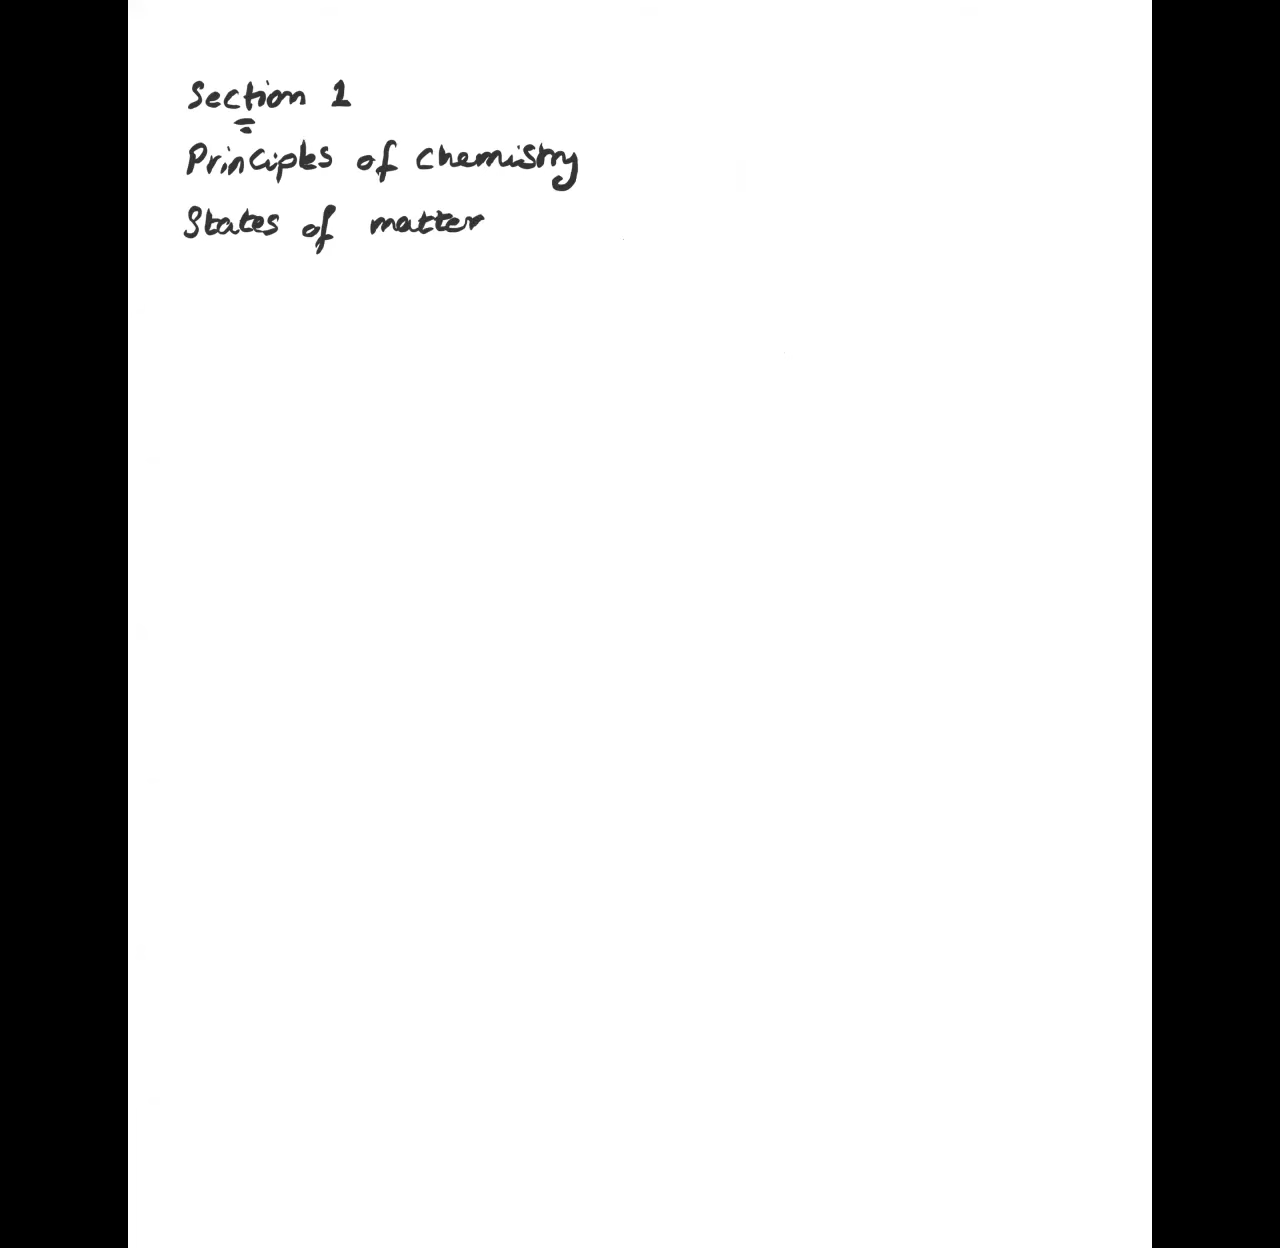 Section 1
Principles of chemistry
States of matter